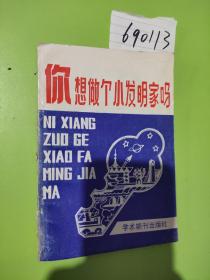 690113
你想做个小发明家吗
NI XIANG
ZUO GE
XIAO FA
MING JIA
MA
学术期刊出版社